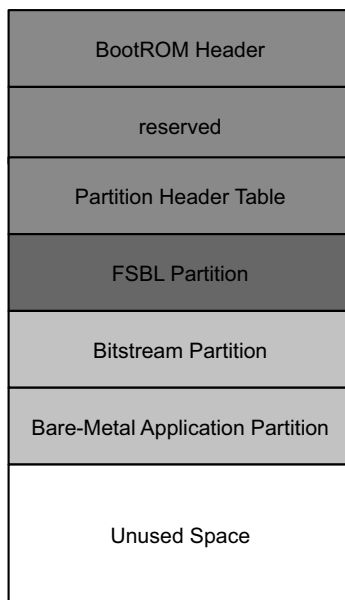 BootROM Header
reserved
Partition Header Table
FSBL Partition
Bitstream Partition
Bare-Metal Application Partition
Unused Space